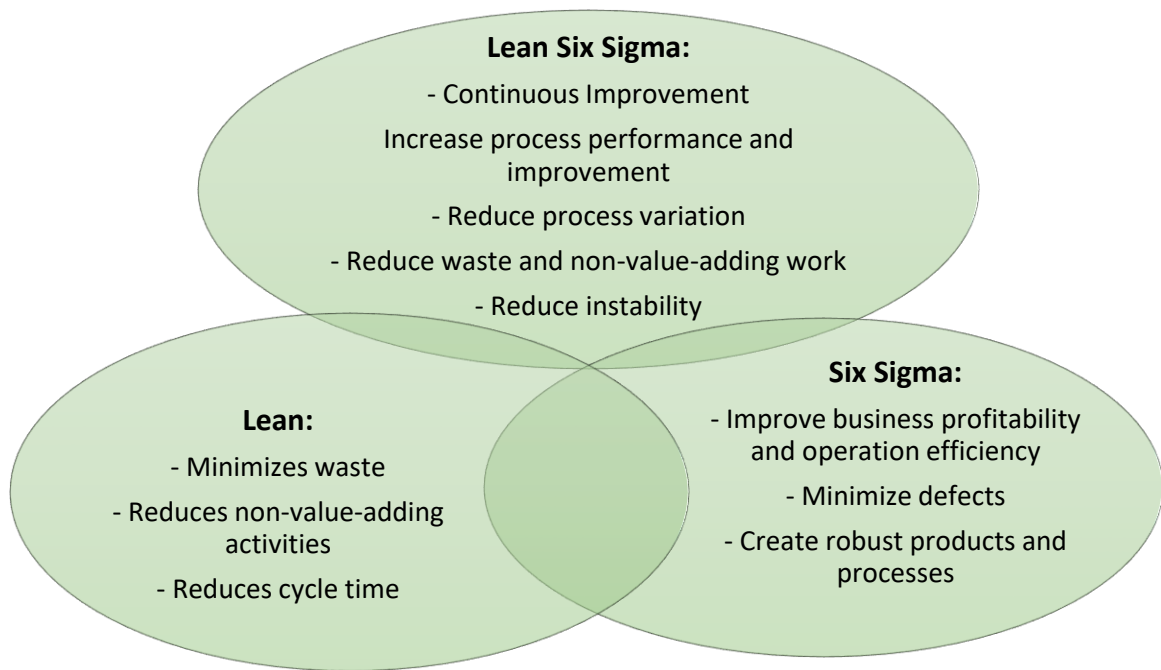 Lean Six Sigma:
- Continuous Improvement
Increase process performance and
improvement
- Reduce process variation
- Reduce waste and non-value-adding work
- Reduce instability
Lean:
- Minimizes waste
- Reduces non-value-adding
activities
- Reduces cycle time
Six Sigma:
- Improve business profitability
and operation efficiency
- Minimize defects
- Create robust products and
processes